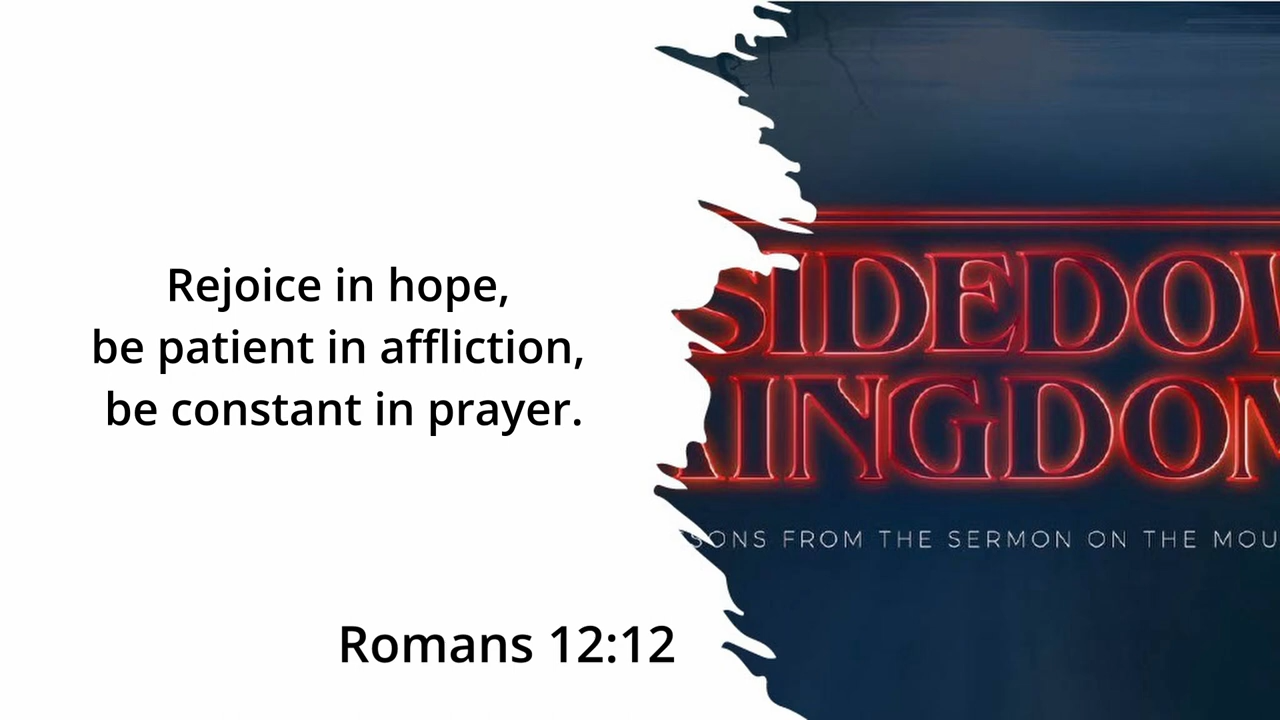 Rejoice in hope,
be patient in affliction,
be constant in prayer.
Romans 12:12
SIDEDOW
KINGDOM
SONS FROM THE SERMON ON THE MOU